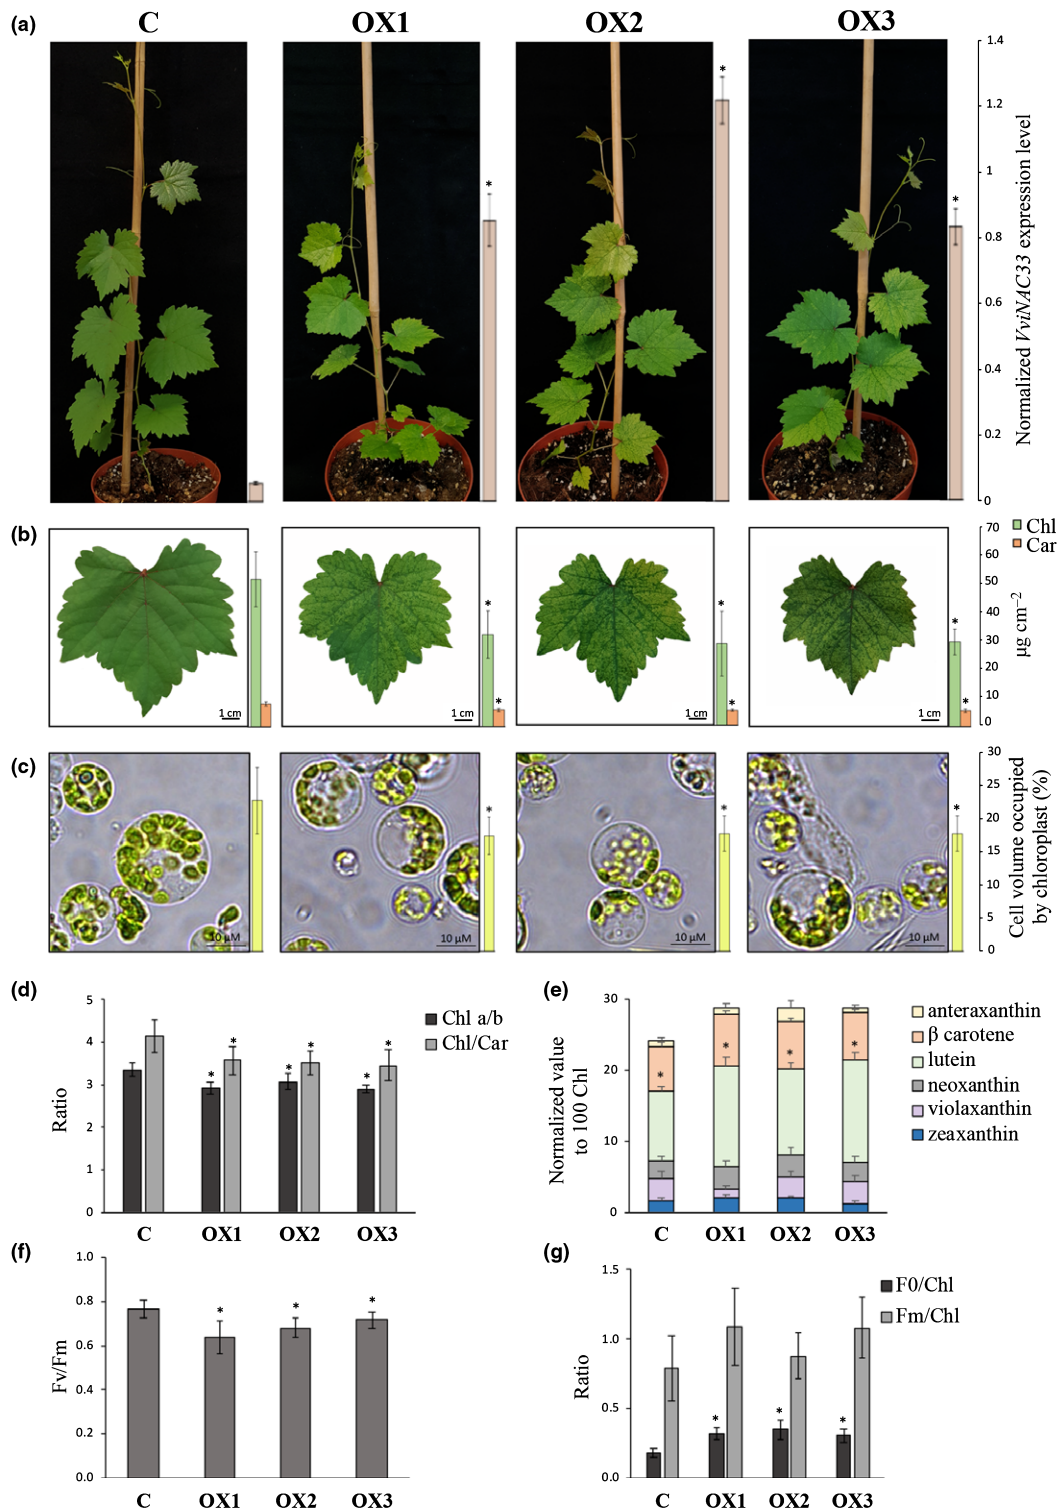 (a)
C
OX1
OX2
OX3
*
*
*
1.4
1.2
1
0.8
0.6
0.4
0.2
0
Normalized VviNAC33 expression level
(b)
1 cm
1 cm
1 cm
1 cm
*
*
*
*
*
*
Chl
Car
70
60
50
40
30
20
10
0
µg cm−2
(c)
10 µM
10 µM
10 µM
10 µM
*
*
*
30
25
20
15
10
5
0
Cell volume occupied
by chloroplast (%)
(d)
5
4
3
2
1
0
Ratio
Chl a/b
Chl/Car
*
*
*
*
*
*
C
OX1
OX2
OX3
(e)
30
20
10
0
Normalized value
to 100 Chl
*
*
*
*
anteraxanthin
β carotene
lutein
neoxanthin
violaxanthin
zeaxanthin
C
OX1
OX2
OX3
(f)
1.0
0.8
0.6
0.4
0.2
0.0
Fv/Fm
*
*
*
C
OX1
OX2
OX3
(g)
1.5
1.0
0.5
0.0
Ratio
F0/Chl
Fm/Chl
*
*
*
C
OX1
OX2
OX3